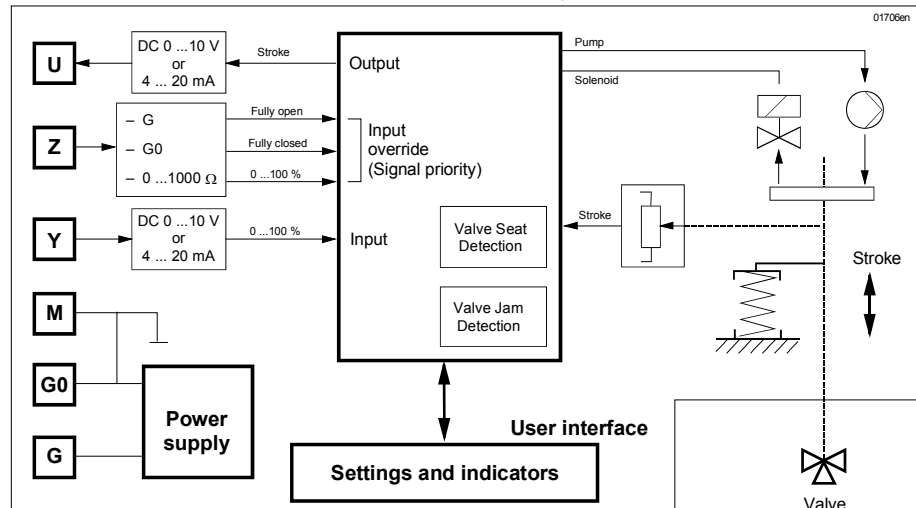 01706en
U
DC 0 ...10 V
or
4 ... 20 mA
Stroke
Output
Pump
Solenoid
Z
– G
– G0
– 0 ...1000 Ω
Fully open
Fully closed
0 ...100 %
Input
override
(Signal priority)
Y
DC 0 ...10 V
or
4 ... 20 mA
0 ...100 %
Input
Valve Seat
Detection
Valve Jam
Detection
Stroke
Stroke
M
G0
G
Power
supply
User interface
Settings and indicators
Valve